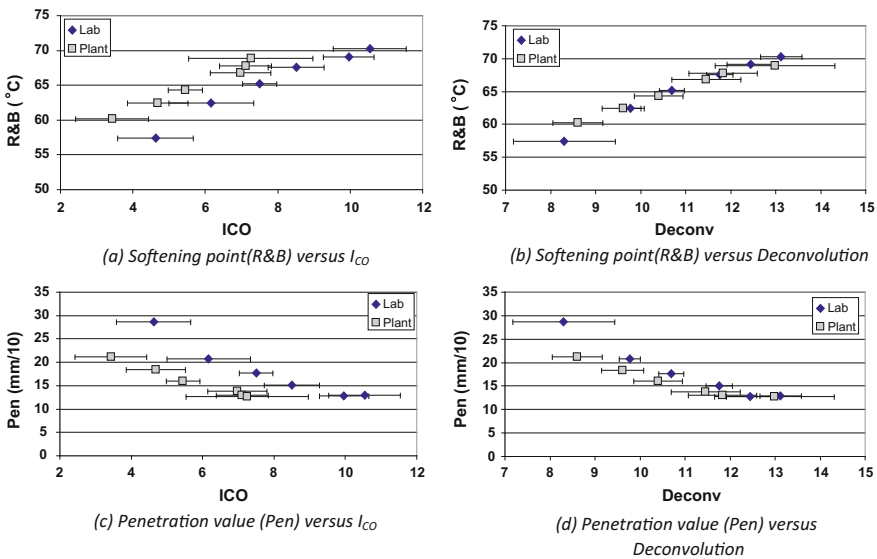 75
70
65
60
55
50
R&B ( °C)
Lab
Plant
2 4 6 8 10 12
ICO
(a) Softening point(R&B) versus ICO
75
70
65
60
55
50
R&B ( °C)
Lab
Plant
7 8 9 10 11 12 13 14 15
Deconv
(b) Softening point(R&B) versus Deconvolution
35
30
25
20
15
10
5
0
Pen (mm/10)
Lab
Plant
2 4 6 8 10 12
ICO
(c) Penetration value (Pen) versus ICO
35
30
25
20
15
10
5
0
Pen (mm/10)
Lab
Plant
7 8 9 10 11 12 13 14 15
Deconv
(d) Penetration value (Pen) versus
Deconvolution